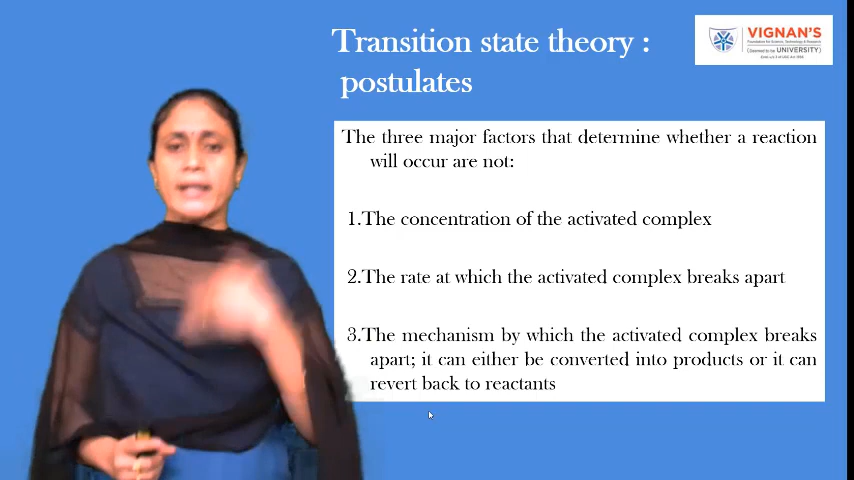 Transition state theory :
postulates
VIGNAN'S
(Deemed to be UNIVERSITY)
The three major factors that determine whether a reaction
will occur are not:
1.The concentration of the activated complex
2.The rate at which the activated complex breaks apart
3.The mechanism by which the activated complex breaks
apart; it can either be converted into products or it can
revert back to reactants